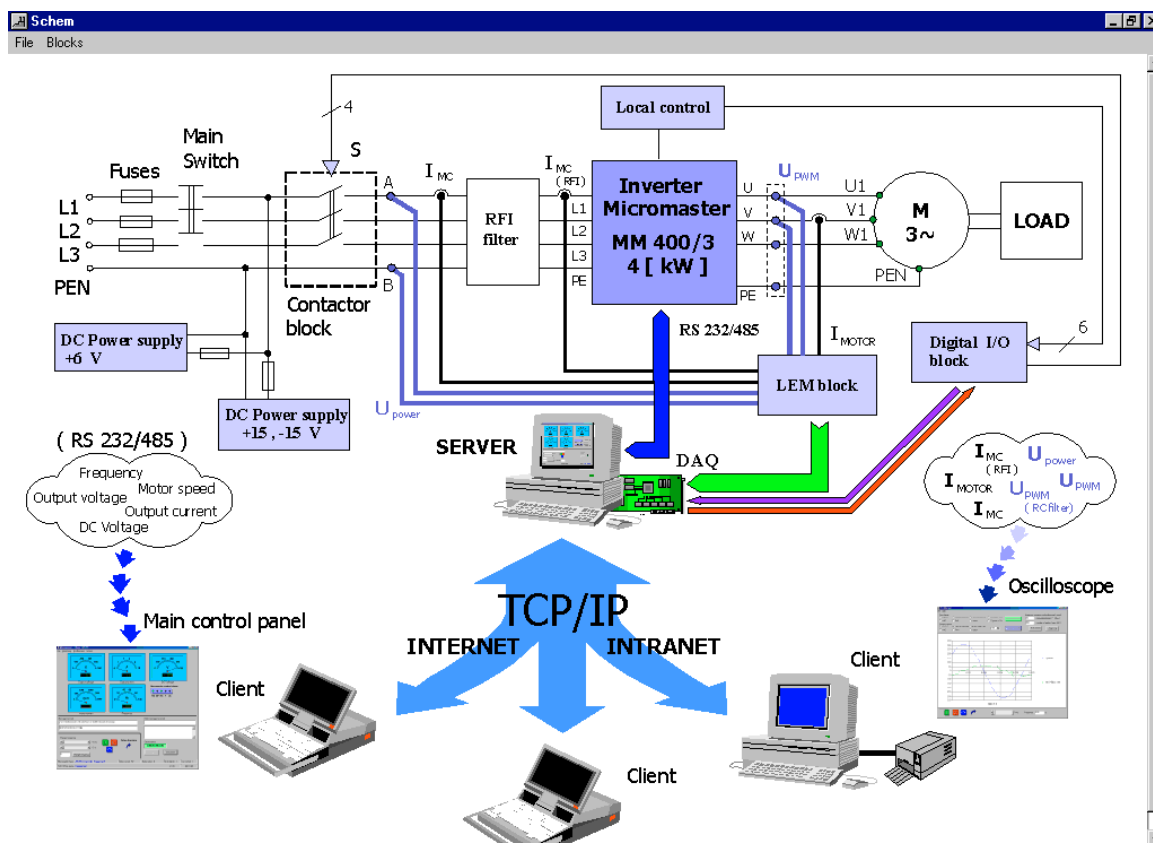 Schem
File Blocks
4
Local control
Main
Switch
S
Fuses
A
I MC
I MC
(RFI)
U PWM
L1
L2
L3
PEN
RFI
filter
L1
L2
L3
PE
Inverter
Micromaster
MM 400/3
4 [ kW ]
U
V
W
PE
U1
V1
W1
PEN
M
3~
LOAD
B
Contactor
block
DC Power supply
+6 V
RS 232/485
I MOTOR
6
Digital I/O
block
LEM block
DC Power supply
+15 , -15 V
U power
( RS 232/485 )
Frequency
Motor speed
Output voltage
Output current
DC Voltage
SERVER
DAQ
I MC
(RFI)
U power
I MOTOR
U PWM
U PWM
(RCfilter)
I MC
TCP/IP
INTERNET
INTRANET
Main control panel
Oscilloscope
Client
Client
Client